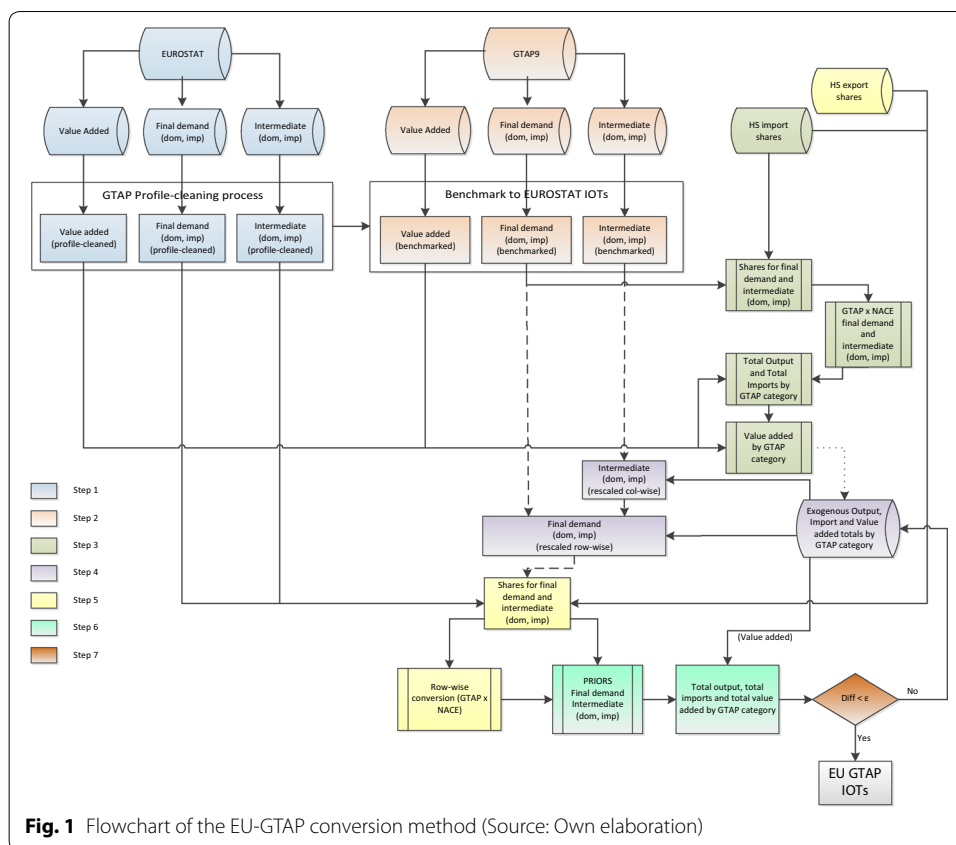 EUROSTAT
GTAP9
HS export
shares
HS import
shares
Value Added
Final demand
(dom, imp)
Intermediate
(dom, imp)
Value Added
Final demand
(dom, imp)
Intermediate
(dom, imp)
GTAP Profile-cleaning process
Value added
(profile-cleaned)
Final demand
(dom, imp)
(profile-cleaned)
Intermediate
(dom, imp)
(profile-cleaned)
Benchmark to EUROSTAT IOTs
Value added
(benchmarked)
Final demand
(dom, imp)
(benchmarked)
Intermediate
(dom, imp)
(benchmarked)
Shares for final
demand and
intermediate
(dom, imp)
GTAP x NACE
final demand
and
intermediate
(dom, imp)
Total Output
and Total
Imports by
GTAP category
Value added
by GTAP
category
Intermediate
(dom, imp)
(rescaled col-wise)
Final demand
(dom, imp)
(rescaled row-wise)
Exogenous Output,
Import and Value
added totals by
GTAP category
Step 1
Step 2
Step 3
Step 4
Step 5
Step 6
Step 7
Shares for final
demand and
intermediate
(dom, imp)
(Value added)
Row-wise
conversion (GTAP x
NACE)
PRIORS
Final demand
Intermediate
(dom, imp)
Total output, total
imports and total value
added by GTAP category
Diff < ε
No
Yes
EU GTAP
IOTs
Fig. 1 Flowchart of the EU-GTAP conversion method (Source: Own elaboration)